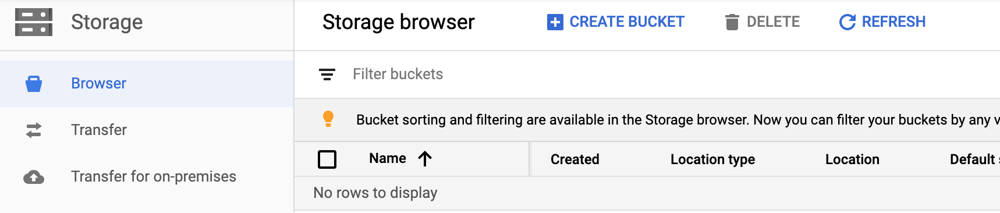 Storage
Storage browser
CREATE BUCKET
DELETE
REFRESH
Browser
Transfer
Transfer for on-premises
Filter buckets
Bucket sorting and filtering are available in the Storage browser. Now you can filter your buckets by any
Name
Created
Location type
Location
Default
No rows to display